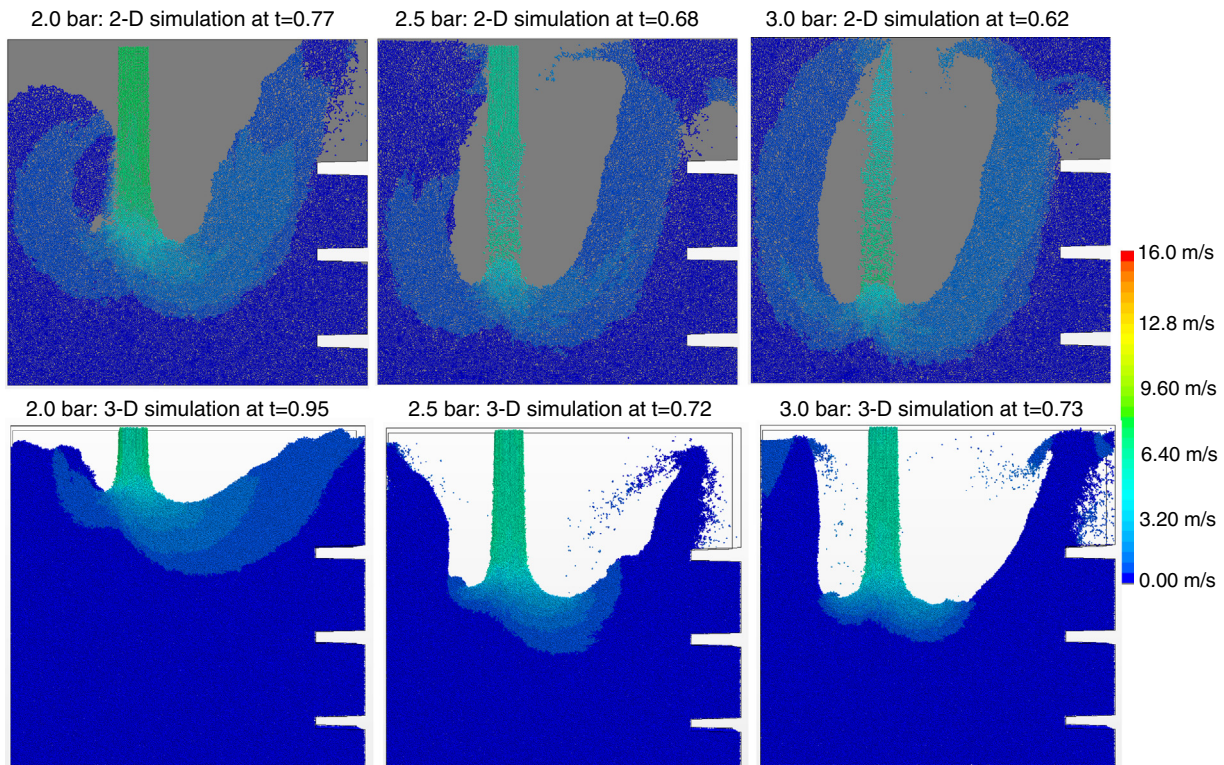 2.0 bar: 2-D simulation at t=0.77
2.5 bar: 2-D simulation at t=0.68
3.0 bar: 2-D simulation at t=0.62
16.0 m/s
12.8 m/s
9.60 m/s
6.40 m/s
3.20 m/s
0.00 m/s
2.0 bar: 3-D simulation at t=0.95
2.5 bar: 3-D simulation at t=0.72
3.0 bar: 3-D simulation at t=0.73